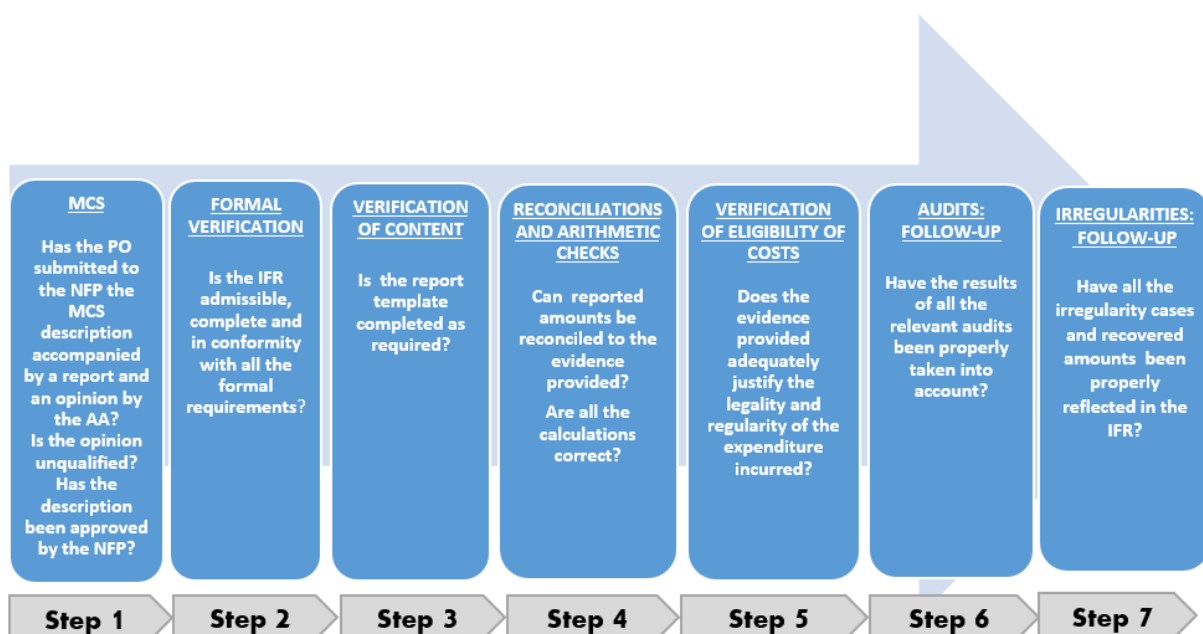 MCS
Has the PO
submitted to
the NFP the
MCS
description
accompanied
by a report and
an opinion by
the AA?
Is the opinion
unqualified?
Has the
description
been approved
by the NFP?
FORMAL
VERIFICATION
Is the IFR
admissible,
complete and
in conformity
with all the
formal
requirements?
VERIFICATION
OF CONTENT
Is the report
template
completed as
required?
RECONCILIATIONS
AND ARITHMETIC
CHECKS
Can reported
amounts be
reconciled to the
evidence
provided?
Are all the
calculations
correct?
VERIFICATION
OF ELIGIBILITY OF
COSTS
Does the
evidence
provided
adequately
justify the
legality and
regularity of the
expenditure
incurred?
AUDITS:
FOLLOW-UP
Have the results
of all the
relevant audits
been properly
taken into
account?
IRREGULARITIES:
FOLLOW-UP
Have all the
irregularity cases
and recovered
amounts been
properly
reflected in the
IFR?
Step 1
Step 2
Step 3
Step 4
Step 5
Step 6
Step 7